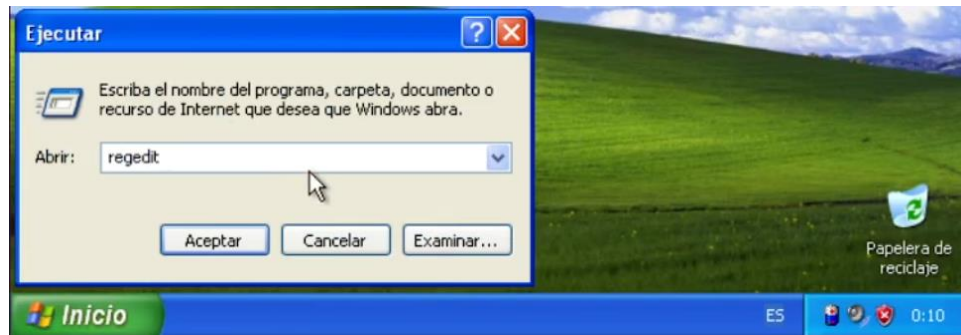 Ejecutar
Escriba el nombre del programa, carpeta, documento o
recurso de Internet que desea que Windows abra.
Abrir: regedit
Aceptar Cancelar Examinar...
Papelera de
reciclaje
Inicio ES 0:10